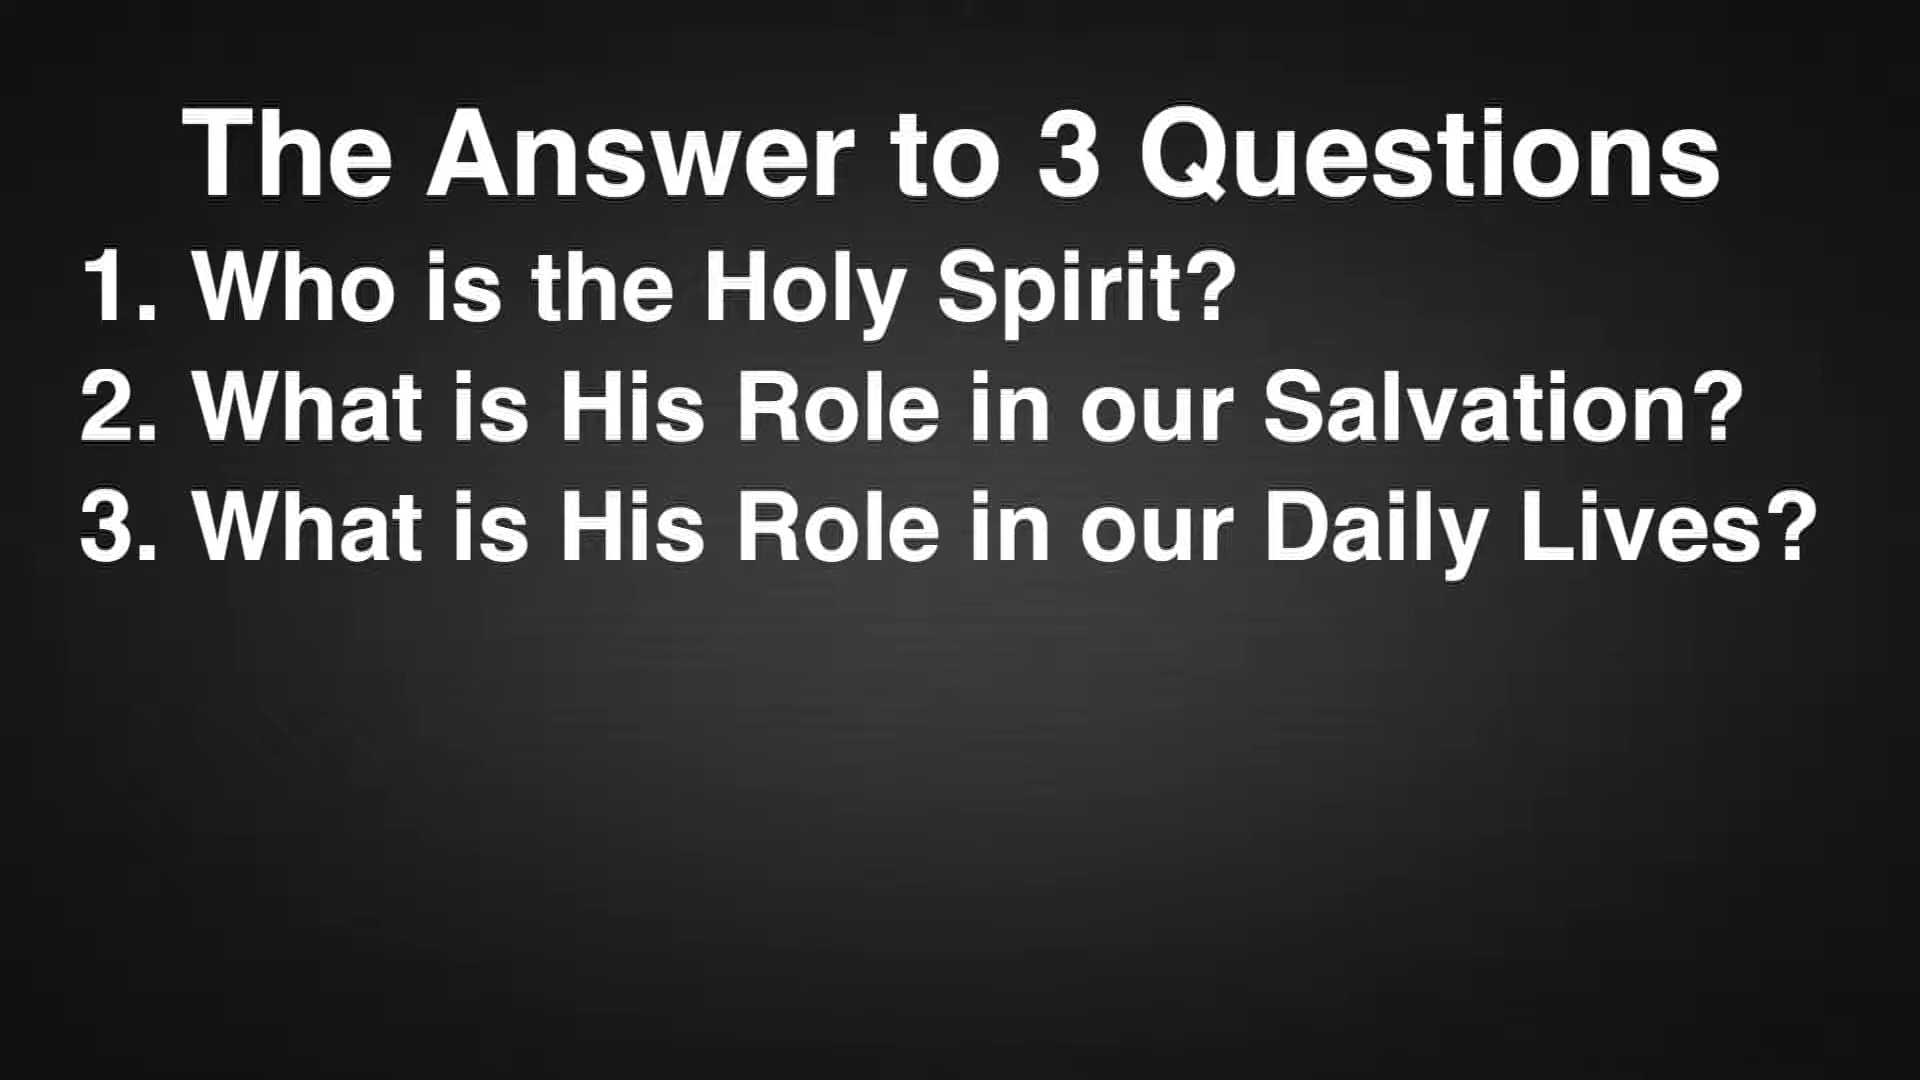 The Answer to 3 Questions
1. Who is the Holy Spirit?
2. What is His Role in our Salvation?
3. What is His Role in our Daily Lives?